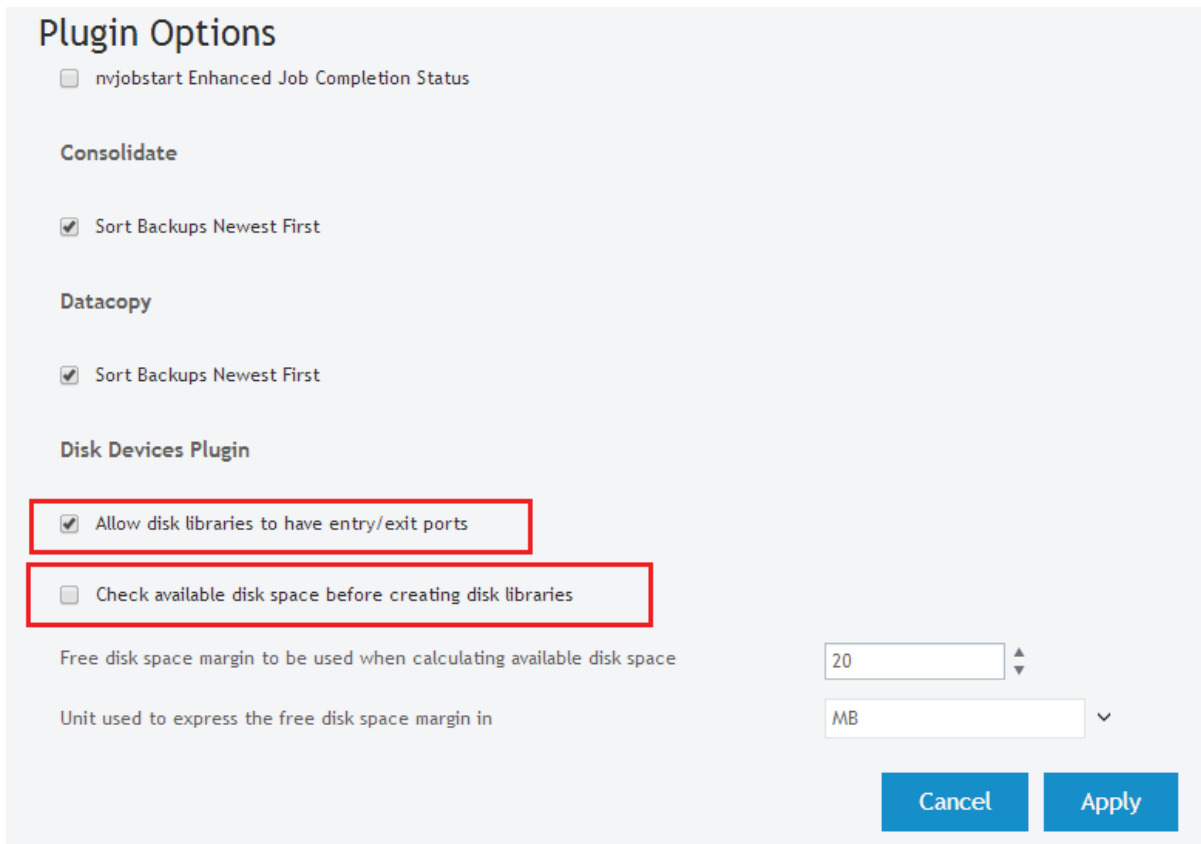 Plugin Options
nvjobstart Enhanced Job Completion Status
Consolidate
Sort Backups Newest First
Datacopy
Sort Backups Newest First
Disk Devices Plugin
Allow disk libraries to have entry/exit ports
Check available disk space before creating disk libraries
Free disk space margin to be used when calculating available disk space
20
Unit used to express the free disk space margin in
MB
Cancel
Apply